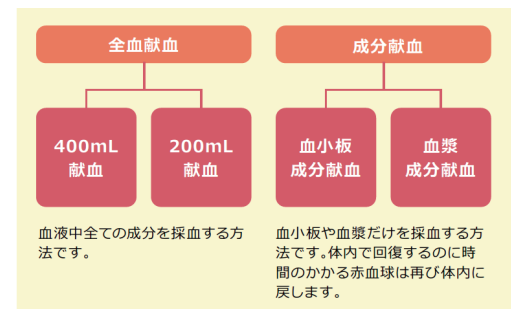 全血献血
成分献血
400mL
献血
200mL
献血
血小板
成分献血
血漿
成分献血
血液中全ての成分を採血する方
法です。
血小板や血漿だけを採血する方
法です。体内で回復するのに時
間のかかる赤血球は再び体内に
戻します。